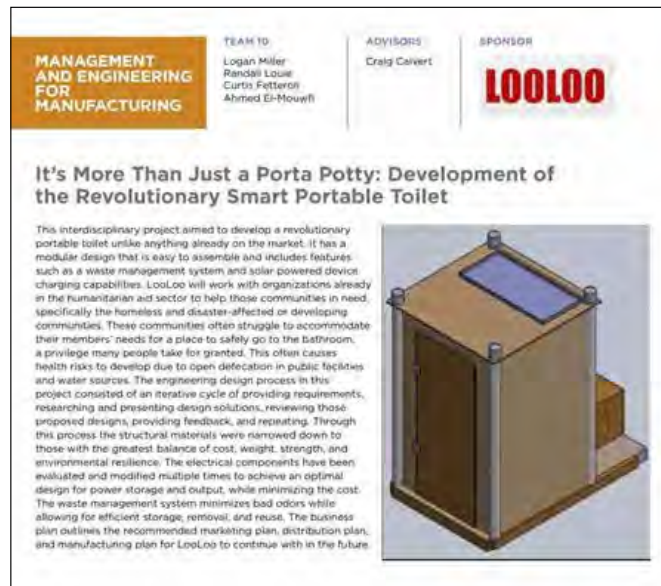 MANAGEMENT
AND ENGINEERING
FOR
MANUFACTURING
TEAM 10
Logan Miller
Randall Louie
Curtis Fetteroll
Ahmed El-Mouwfi
ADVISORS
Craig Calvert
SPONSOR
LOOLOO
It's More Than Just a Porta Potty: Development of
the Revolutionary Smart Portable Toilet
This interdisciplinary project aimed to develop a revolutionary
portable toilet unlike anything already on the market. It has a
modular design that is easy to assemble and includes features
such as a waste management system and solar powered device
charging capabilities. LooLoo will work with organizations already
in the humanitarian aid sector to help those communities in need,
specifically the homeless and disaster-affected or developing
communities. These communities often struggle to accommodate
their members' needs for a place to safely go to the bathroom,
a privilege many people take for granted. This often causes
health risks to develop due to open defecation in public facilities
and water sources. The engineering design process in this
project consisted of an iterative cycle of providing requirements,
researching and presenting design solutions, reviewing those
proposed designs, providing feedback, and repeating. Through
this process the structural materials were narrowed down to
those with the greatest balance of cost, weight, strength, and
environmental resilience. The electrical components have been
evaluated and modified multiple times to achieve an optimal
design for power storage and output, while minimizing the cost.
The waste management system minimizes bad odors while
allowing for efficient storage, removal, and reuse. The business
plan outlines the recommended marketing plan, distribution plan,
and manufacturing plan for LooLoo to continue with in the future.